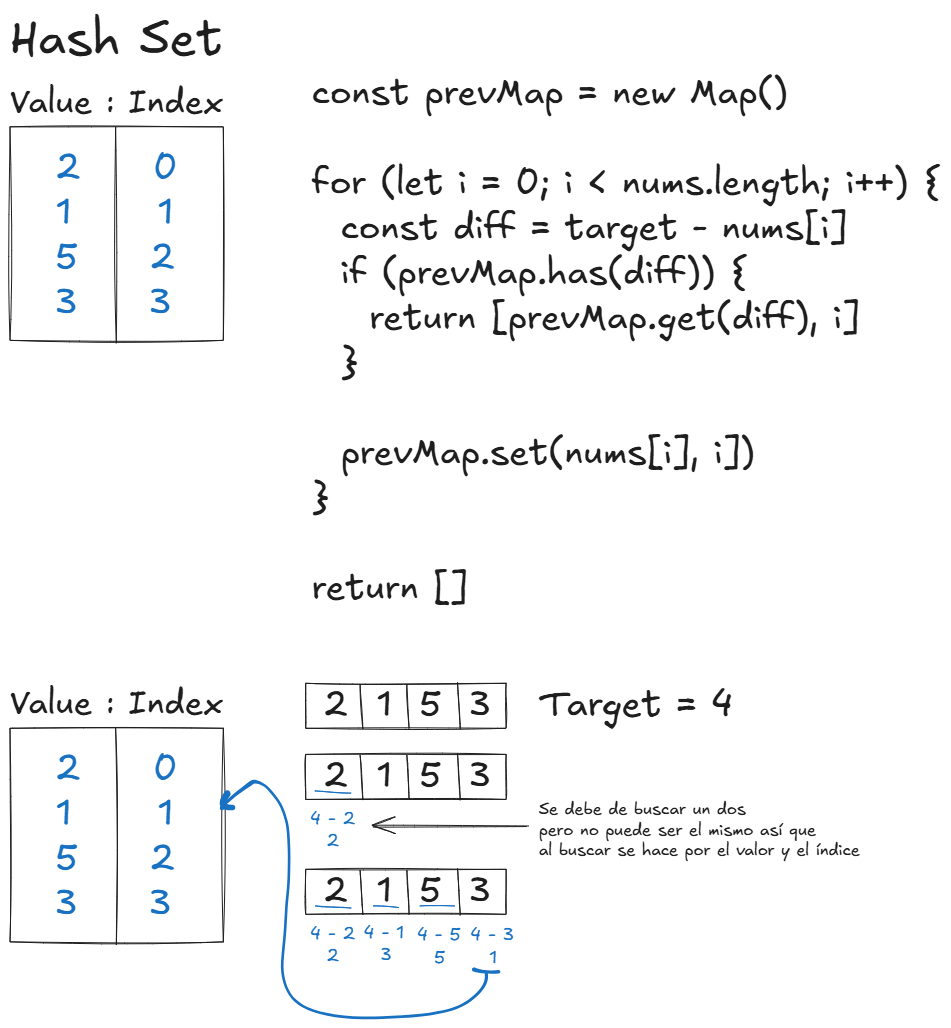 Hash Set
Value : Index
2 0
1 1
5 2
3 3
const prevMap = new Map()
for (let i = 0; i < nums.length; i++) {
const diff = target - nums[i]
if (prevMap.has(diff)) {
return [prevMap.get(diff), i]
}
prevMap.set(nums[i], i])
}
return []
Value : Index
2 0
1 1
5 2
3 3
2 1 5 3
Target = 4
2 1 5 3
4 - 2
2
Se debe de buscar un dos
pero no puede ser el mismo así que
al buscar se hace por el valor y el índice
2 1 5 3
4 - 2 4 - 1 4 - 5 4 - 3
2 3 5 1